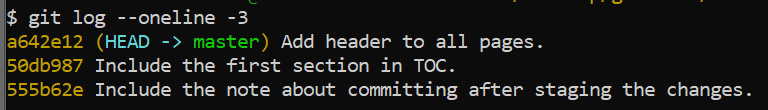 $ git log --oneline -3
a642e12 (HEAD -> master) Add header to all pages.
50db987 Include the first section in TOC.
555b62e Include the note about committing after staging the changes.